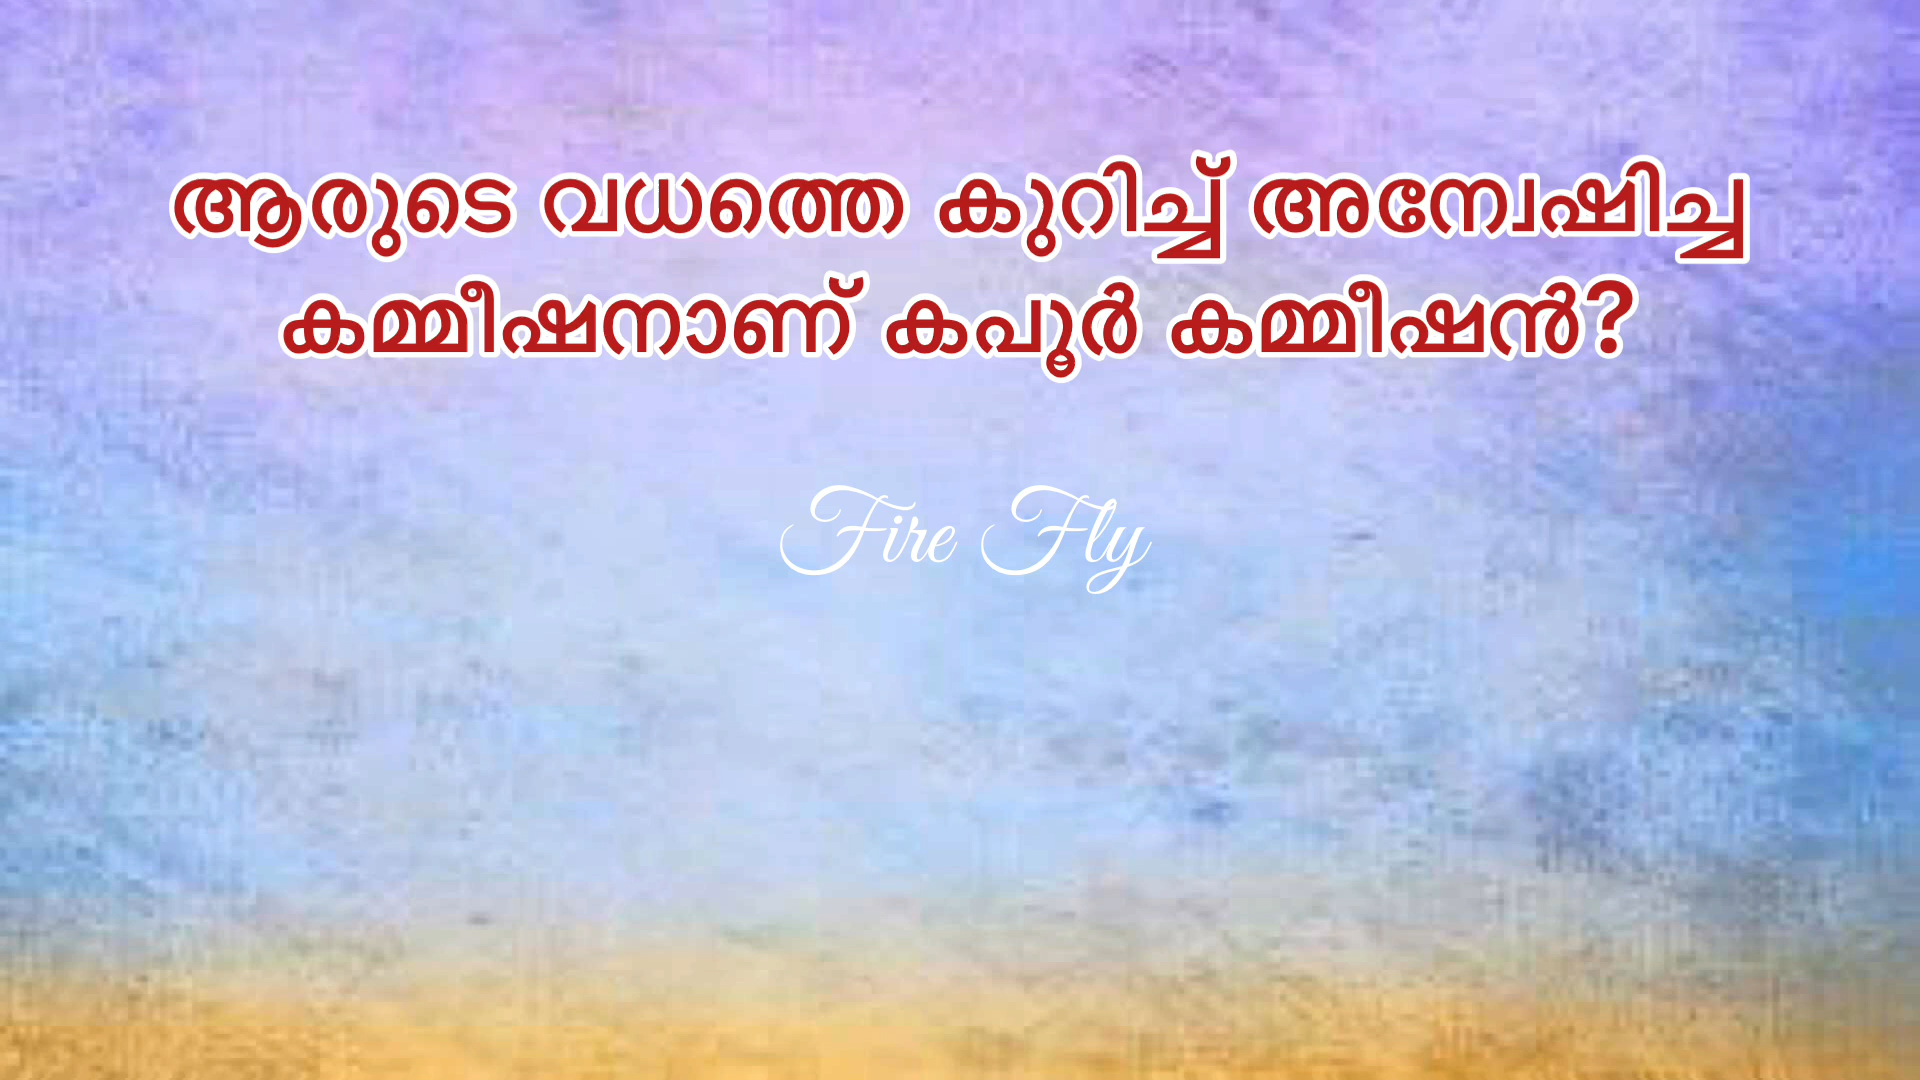 ആരുടെ വധത്തെ കുറിച്ച് അന്വേഷിച്ച
കമ്മീഷനാണ് കപൂർ കമ്മീഷൻ?
Fire Fly